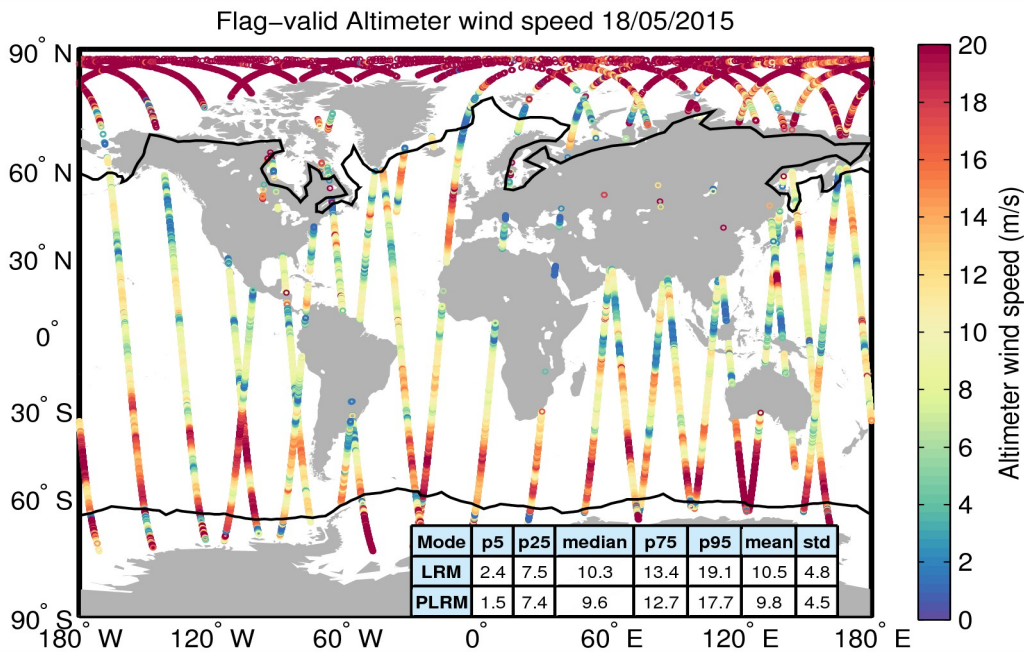 Flag−valid Altimeter wind speed 18/05/2015
90° N
60° N
30° N
0°
30° S
60° S
90° S
180° W
120° W
60° W
0°
60° E
120° E
180° E
Mode p5 p25 median p75 p95 mean std
LRM 2.4 7.5 10.3 13.4 19.1 10.5 4.8
PLRM 1.5 7.4 9.6 12.7 17.7 9.8 4.5
20
18
16
14
12
10
8
6
4
2
0
Altimeter wind speed (m/s)